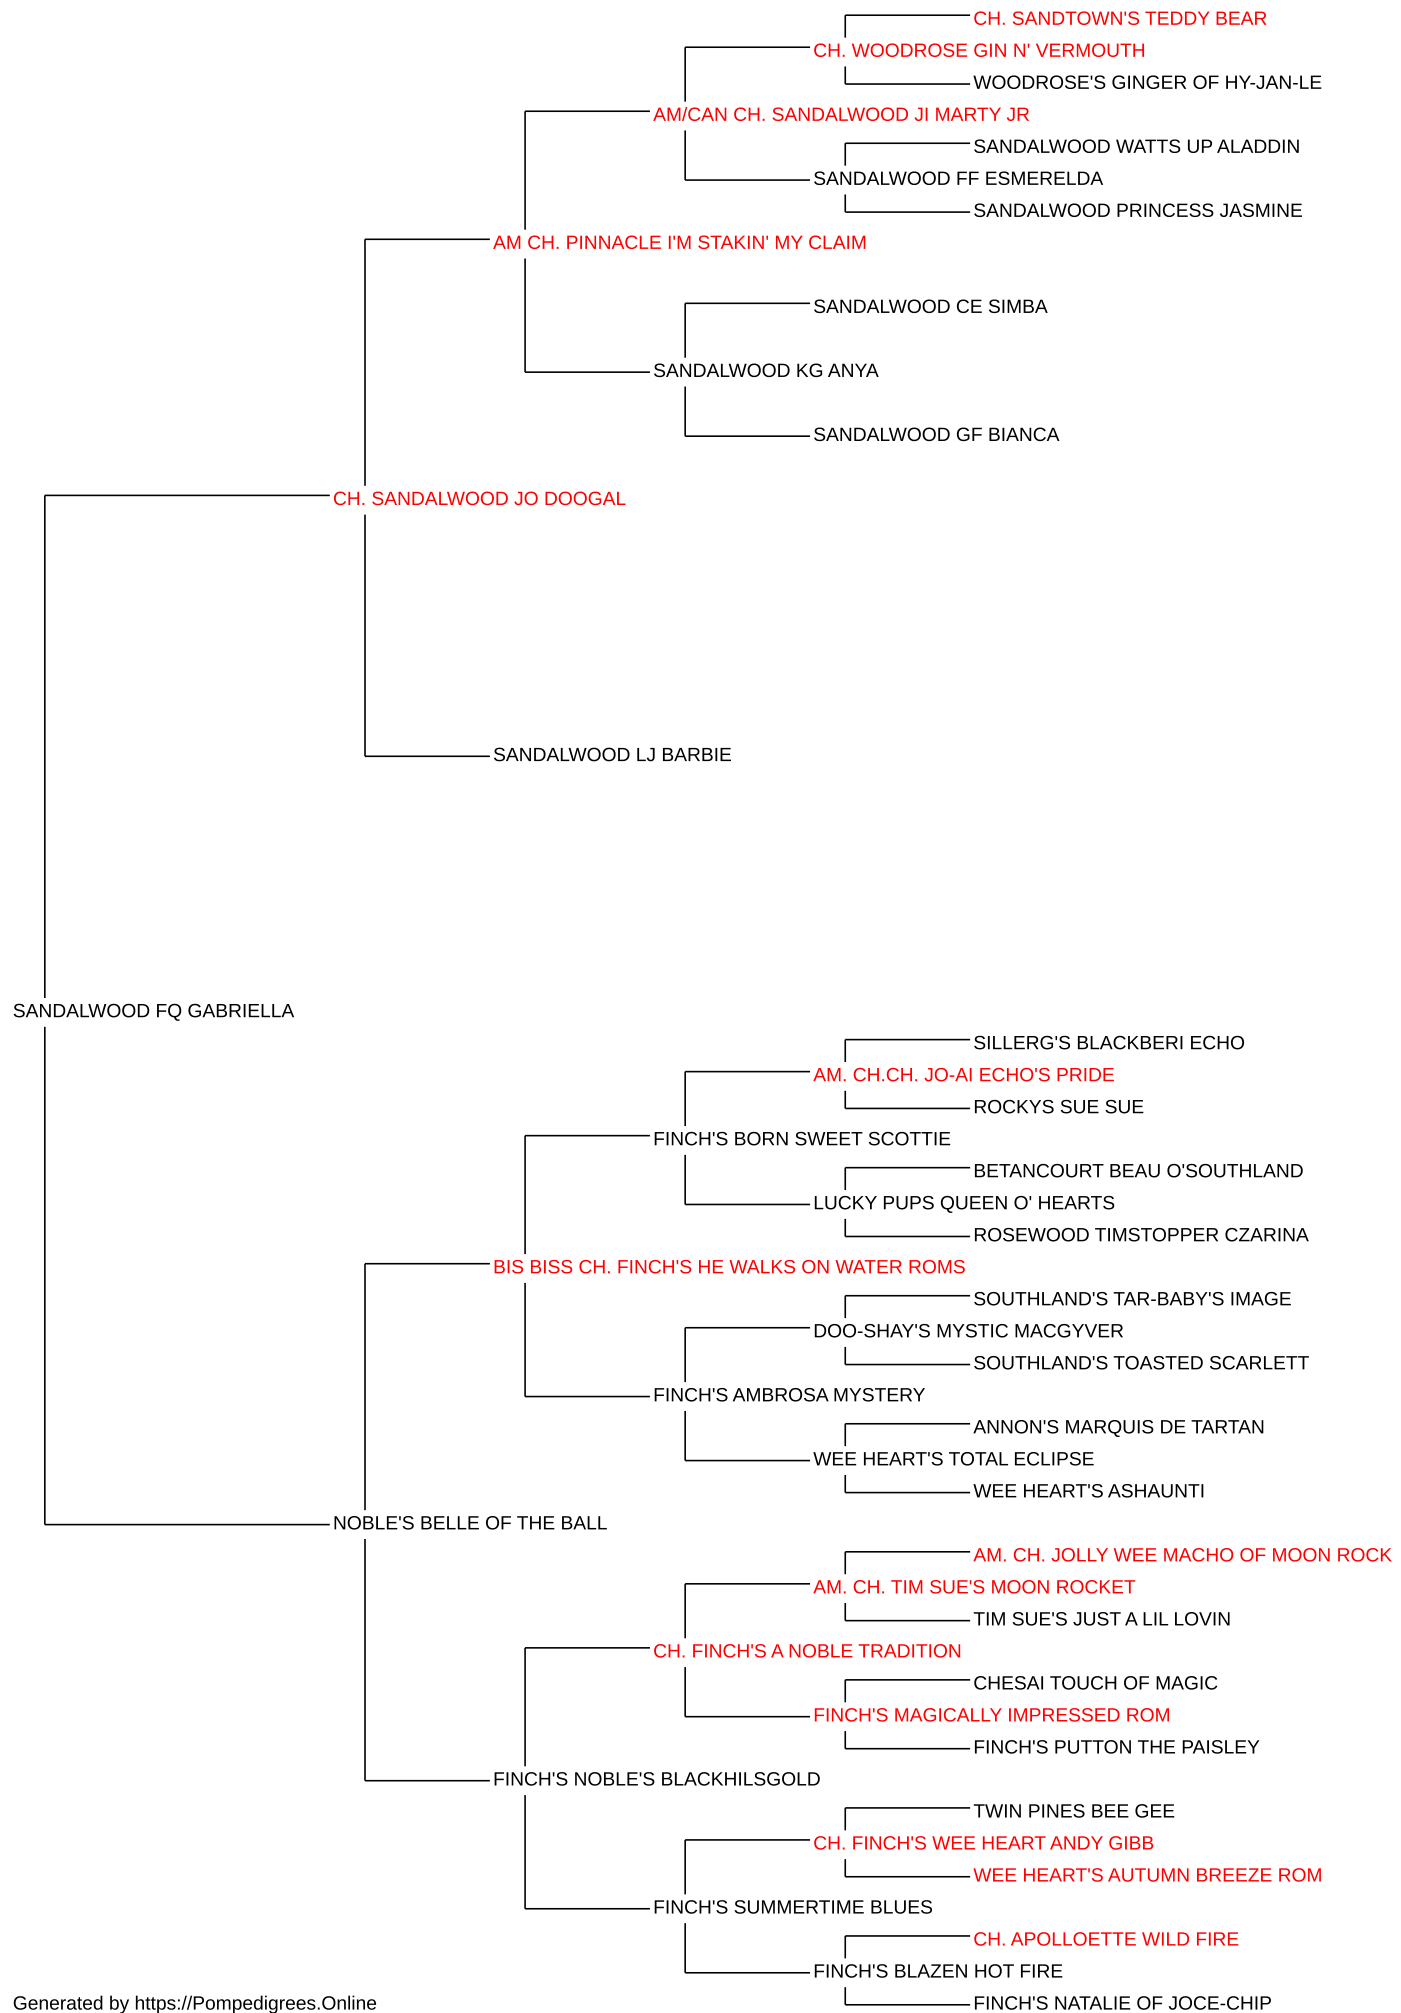 CH. SANDTOWN'S TEDDY BEAR
CH. WOODROSE GIN N' VERMOUTH
WOODROSE'S GINGER OF HY-JAN-LE
AM/CAN CH. SANDALWOOD JI MARTY JR
SANDALWOOD WATTS UP ALADDIN
SANDALWOOD FF ESMERELDA
SANDALWOOD PRINCESS JASMINE
AM CH. PINNACLE I'M STAKIN' MY CLAIM
SANDALWOOD CE SIMBA
SANDALWOOD KG ANYA
SANDALWOOD GF BIANCA
CH. SANDALWOOD JO DOOGAL
SANDALWOOD LJ BARBIE
SANDALWOOD FQ GABRIELLA
SILLERG'S BLACKBERI ECHO
AM. CH.CH. JO-AI ECHO'S PRIDE
ROCKYS SUE SUE
FINCH'S BORN SWEET SCOTTIE
BETANCOURT BEAU O'SOUTHLAND
LUCKY PUPS QUEEN O' HEARTS
ROSEWOOD TIMSTOPPER CZARINA
BIS BISS CH. FINCH'S HE WALKS ON WATER ROMS
SOUTHLAND'S TAR-BABY'S IMAGE
DOO-SHAY'S MYSTIC MACGYVER
SOUTHLAND'S TOASTED SCARLETT
FINCH'S AMBROSA MYSTERY
ANNON'S MARQUIS DE TARTAN
WEE HEART'S TOTAL ECLIPSE
WEE HEART'S ASHAUNTI
NOBLE'S BELLE OF THE BALL
AM. CH. JOLLY WEE MACHO OF MOON ROCK
AM. CH. TIM SUE'S MOON ROCKET
TIM SUE'S JUST A LIL LOVIN
CH. FINCH'S A NOBLE TRADITION
CHESAI TOUCH OF MAGIC
FINCH'S MAGICALLY IMPRESSED ROM
FINCH'S PUTTON THE PAISLEY
FINCH'S NOBLE'S BLACKHILSGOLD
TWIN PINES BEE GEE
CH. FINCH'S WEE HEART ANDY GIBB
WEE HEART'S AUTUMN BREEZE ROM
FINCH'S SUMMERTIME BLUES
CH. APOLLOETTE WILD FIRE
FINCH'S BLAZEN HOT FIRE
FINCH'S NATALIE OF JOCE-CHIP
Generated by https://Pompedigrees.Online